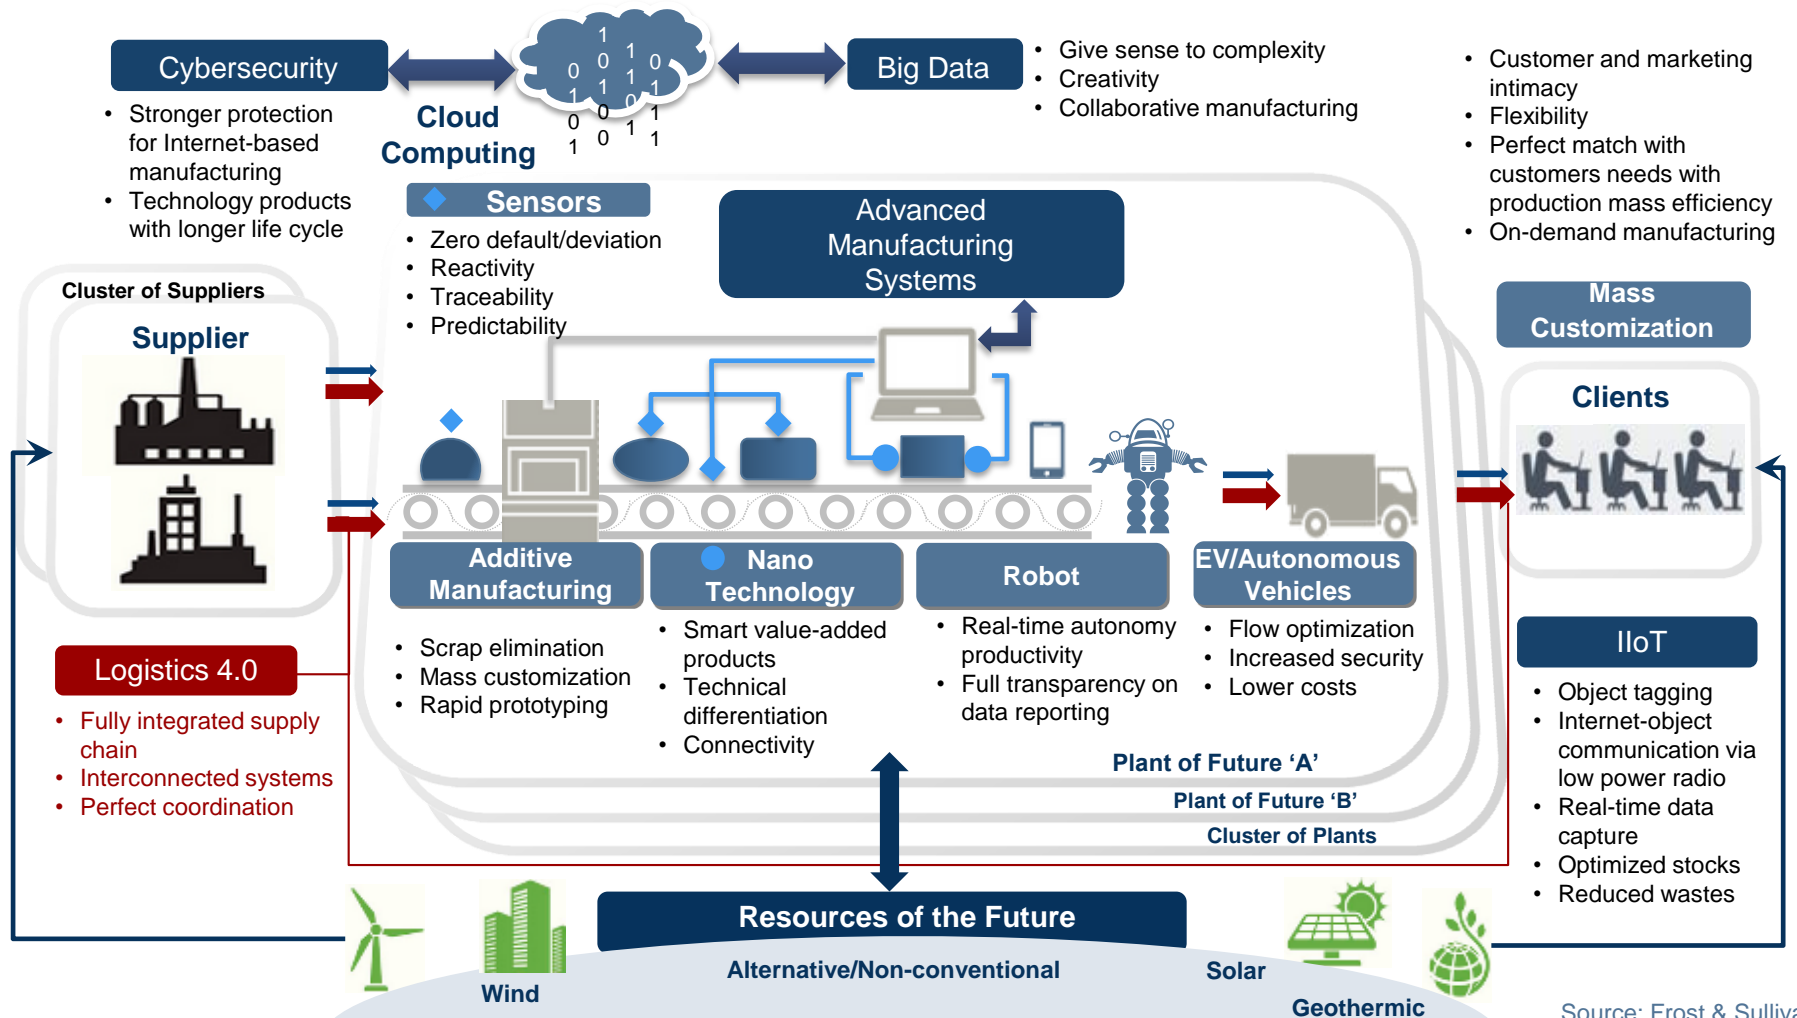 Cybersecurity
• Stronger protection
for Internet-based
manufacturing
• Technology products
with longer life cycle
Cloud
Computing
Big Data
• Give sense to complexity
• Creativity
• Collaborative manufacturing
• Customer and marketing
intimacy
• Flexibility
• Perfect match with
customers needs with
production mass efficiency
• On-demand manufacturing
Mass
Customization
Clients
Cluster of Suppliers
Supplier
Sensors
• Zero default/deviation
• Reactivity
• Traceability
• Predictability
Advanced
Manufacturing
Systems
Additive
Manufacturing
• Scrap elimination
• Mass customization
• Rapid prototyping
Nano
Technology
• Smart value-added
products
• Technical
differentiation
• Connectivity
Robot
• Real-time autonomy
productivity
• Full transparency on
data reporting
EV/Autonomous
Vehicles
• Flow optimization
• Increased security
• Lower costs
Logistics 4.0
• Fully integrated supply
chain
• Interconnected systems
• Perfect coordination
IIoT
• Object tagging
• Internet-object
communication via
low power radio
• Real-time data
capture
• Optimized stocks
• Reduced wastes
Plant of Future ‘A’
Plant of Future ‘B’
Cluster of Plants
Resources of the Future
Alternative/Non-conventional
Wind
Solar
Geothermic
Source: Frost &